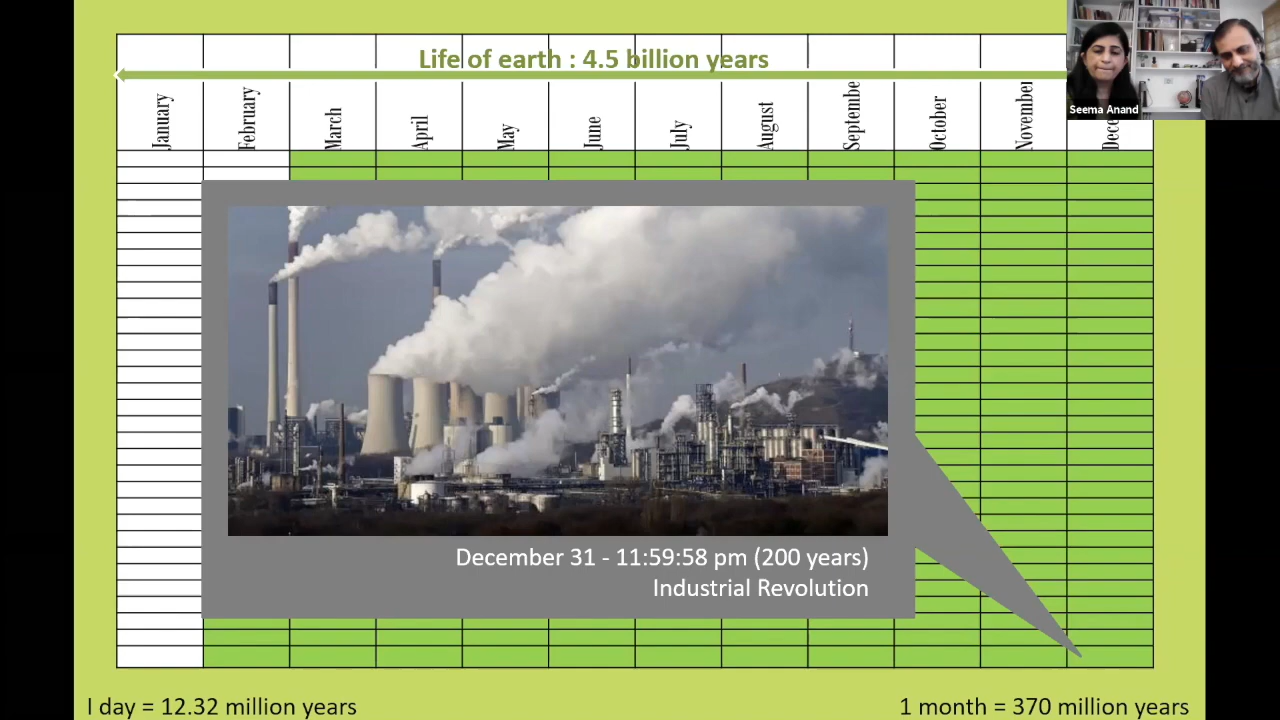 Life of earth : 4.5 billion years
Seema Anand
January
February
March
April
May
June
July
August
September
October
November
December 31 - 11:59:58 pm (200 years)
Industrial Revolution
I day = 12.32 million years
1 month = 370 million years